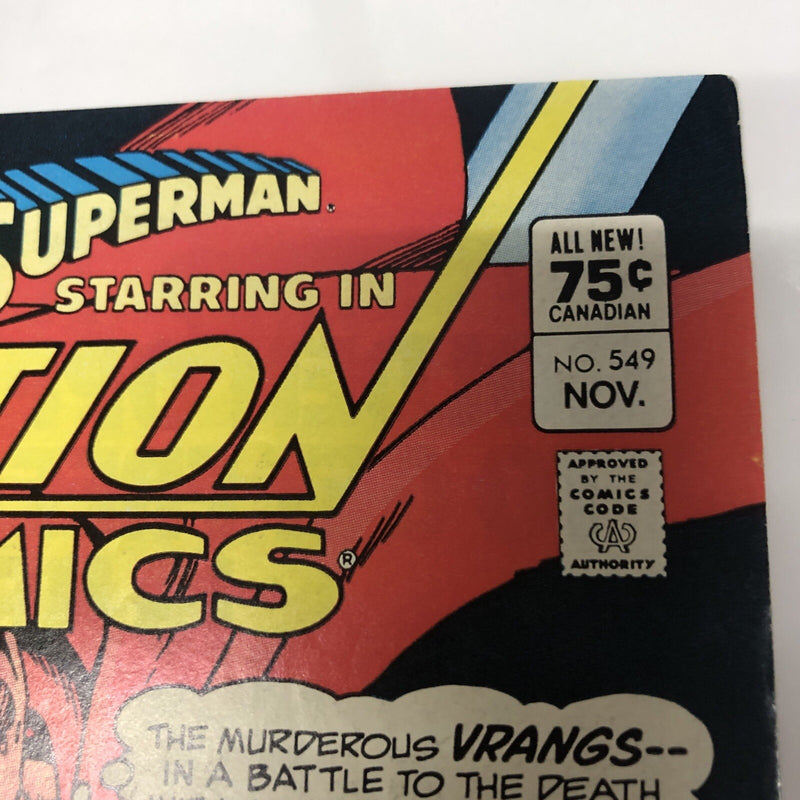 SUPERMAN
STARRING IN
TION
MICS®
ALL NEW!
75¢
CANADIAN
NO. 549
NOV.
APPROVED
BY THE
COMICS
CODE
CA
AUTHORITY
THE MURDEROUS VRANGS--
IN A BATTLE TO THE DEATH